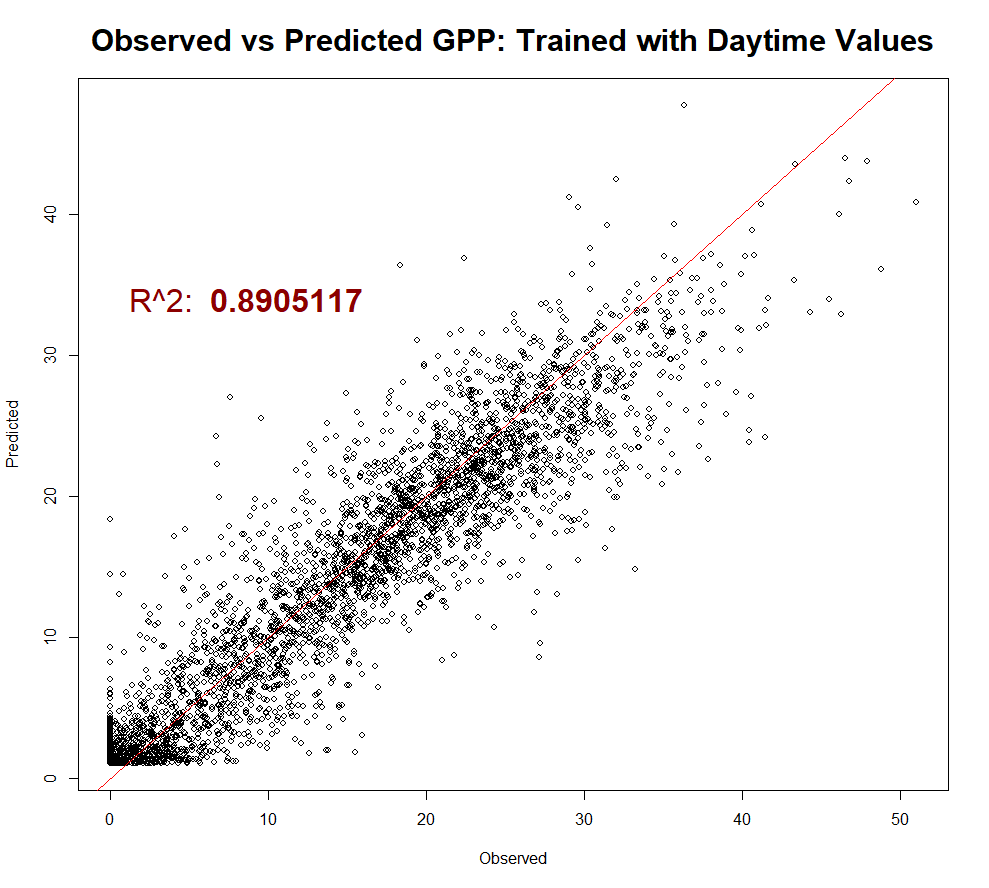 Observed vs Predicted GPP: Trained with Daytime Values
R^2: 0.8905117
Predicted
40
30
20
10
0
0 10 20 30 40 50
Observed